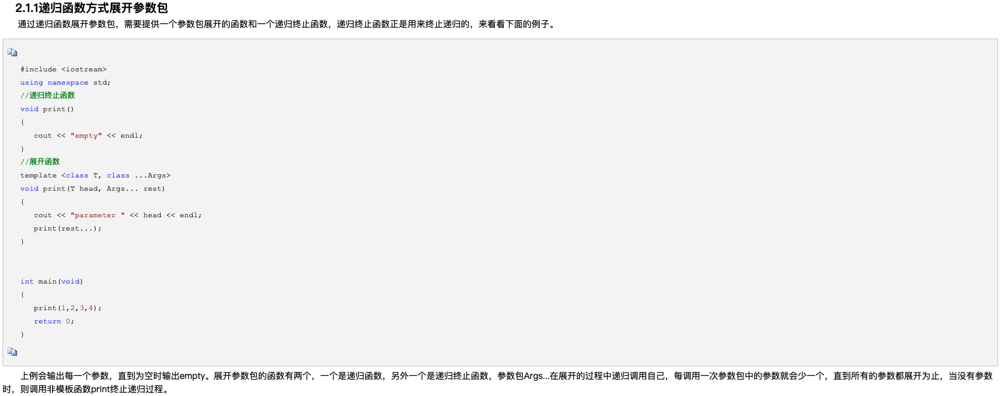 2.1.1递归函数方式展开参数包
通过递归函数展开参数包，需要提供一个参数包展开的函数和一个递归终止函数，递归终止函数正是用来终止递归的，来看看下面的例子。
#include <iostream>
using namespace std;
//递归终止函数
void print()
{
   cout << "empty" << endl;
}
//展开函数
template <class T, class ...Args>
void print(T head, Args... rest)
{
   cout << "parameter " << head << endl;
   print(rest...);
}
int main(void)
{
   print(1,2,3,4);
   return 0;
}
上例会输出每一个参数，直到为空时输出empty。展开参数包的函数有两个，一个是递归函数，另外一个是递归终止函数，参数包Args...在展开的过程中递归调用自己，每调用一次参数包中的参数就会少一个，直到所有的参数都展开为止，当没有参数
时，则调用非模板函数print终止递归过程。